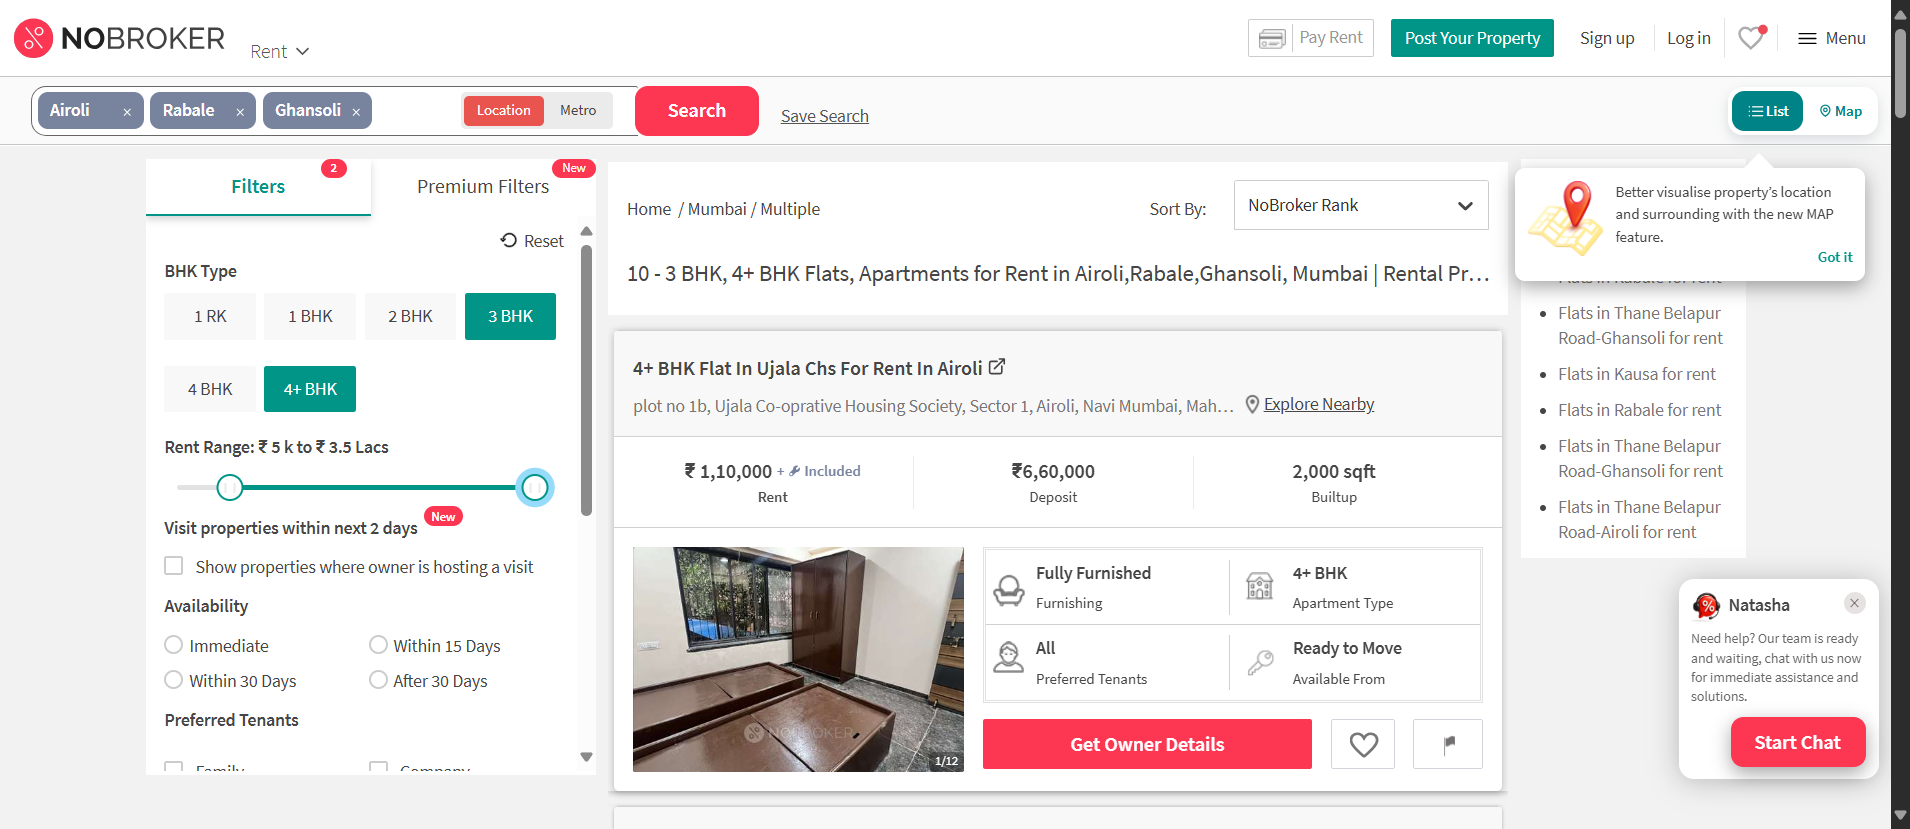 NOBROKER
Rent
Pay Rent
Post Your Property
Sign up
Log in
Menu
Airoli ×
Rabale ×
Ghansoli ×
Location
Metro
Search
Save Search
List
Map
Filters
2
Premium Filters
New
Reset
BHK Type
1 RK
1 BHK
2 BHK
3 BHK
4 BHK
4+ BHK
Rent Range: ₹ 5 k to ₹ 3.5 Lacs
Visit properties within next 2 days
New
Show properties where owner is hosting a visit
Availability
Immediate
Within 15 Days
Within 30 Days
After 30 Days
Preferred Tenants
Family
Company
Home / Mumbai / Multiple
Sort By:
NoBroker Rank
10 - 3 BHK, 4+ BHK Flats, Apartments for Rent in Airoli,Rabale,Ghansoli, Mumbai | Rental Pr...
4+ BHK Flat In Ujala Chs For Rent In Airoli
plot no 1b, Ujala Co-oprative Housing Society, Sector 1, Airoli, Navi Mumbai, Mah...
Explore Nearby
₹ 1,10,000 + Included
Rent
₹6,60,000
Deposit
2,000 sqft
Builtup
NOBROKER
1/12
Fully Furnished
Furnishing
4+ BHK
Apartment Type
All
Preferred Tenants
Ready to Move
Available From
Get Owner Details
Better visualise property's location
and surrounding with the new MAP
feature.
Got it
Flats in Rabale for rent
Flats in Thane Belapur
Road-Ghansoli for rent
Flats in Kausa for rent
Flats in Rabale for rent
Flats in Thane Belapur
Road-Ghansoli for rent
Flats in Thane Belapur
Road-Airoli for rent
Natasha
Need help? Our team is ready
and waiting, chat with us now
for immediate assistance and
solutions.
Start Chat